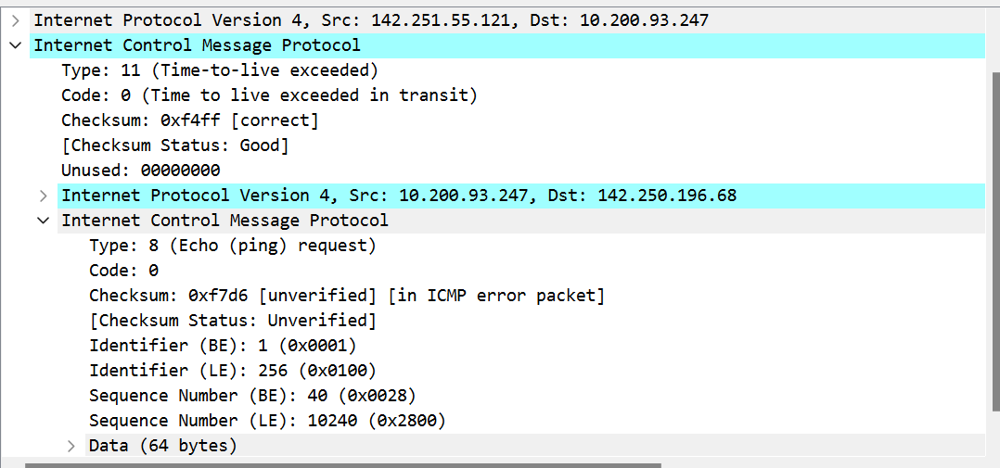 Internet Protocol Version 4, Src: 142.251.55.121, Dst: 10.200.93.247
Internet Control Message Protocol
Type: 11 (Time-to-live exceeded)
Code: 0 (Time to live exceeded in transit)
Checksum: 0xf4ff [correct]
[Checksum Status: Good]
Unused: 00000000
Internet Protocol Version 4, Src: 10.200.93.247, Dst: 142.250.196.68
Internet Control Message Protocol
Type: 8 (Echo (ping) request)
Code: 0
Checksum: 0xf7d6 [unverified] [in ICMP error packet]
[Checksum Status: Unverified]
Identifier (BE): 1 (0x0001)
Identifier (LE): 256 (0x0100)
Sequence Number (BE): 40 (0x0028)
Sequence Number (LE): 10240 (0x2800)
Data (64 bytes)